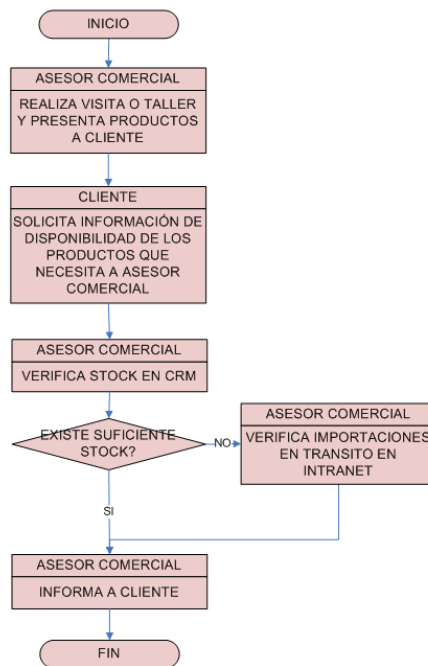 INICIO
ASESOR COMERCIAL
REALIZA VISITA O TALLER
Y PRESENTA PRODUCTOS
A CLIENTE
CLIENTE
SOLICITA INFORMACIÓN DE
DISPONIBILIDAD DE LOS
PRODUCTOS QUE
NECESITA A ASESOR
COMERCIAL
ASESOR COMERCIAL
VERIFICA STOCK EN CRM
EXISTE SUFICIENTE
STOCK?
NO
ASESOR COMERCIAL
VERIFICA IMPORTACIONES
EN TRANSITO EN
INTRANET
SI
ASESOR COMERCIAL
INFORMA A CLIENTE
FIN